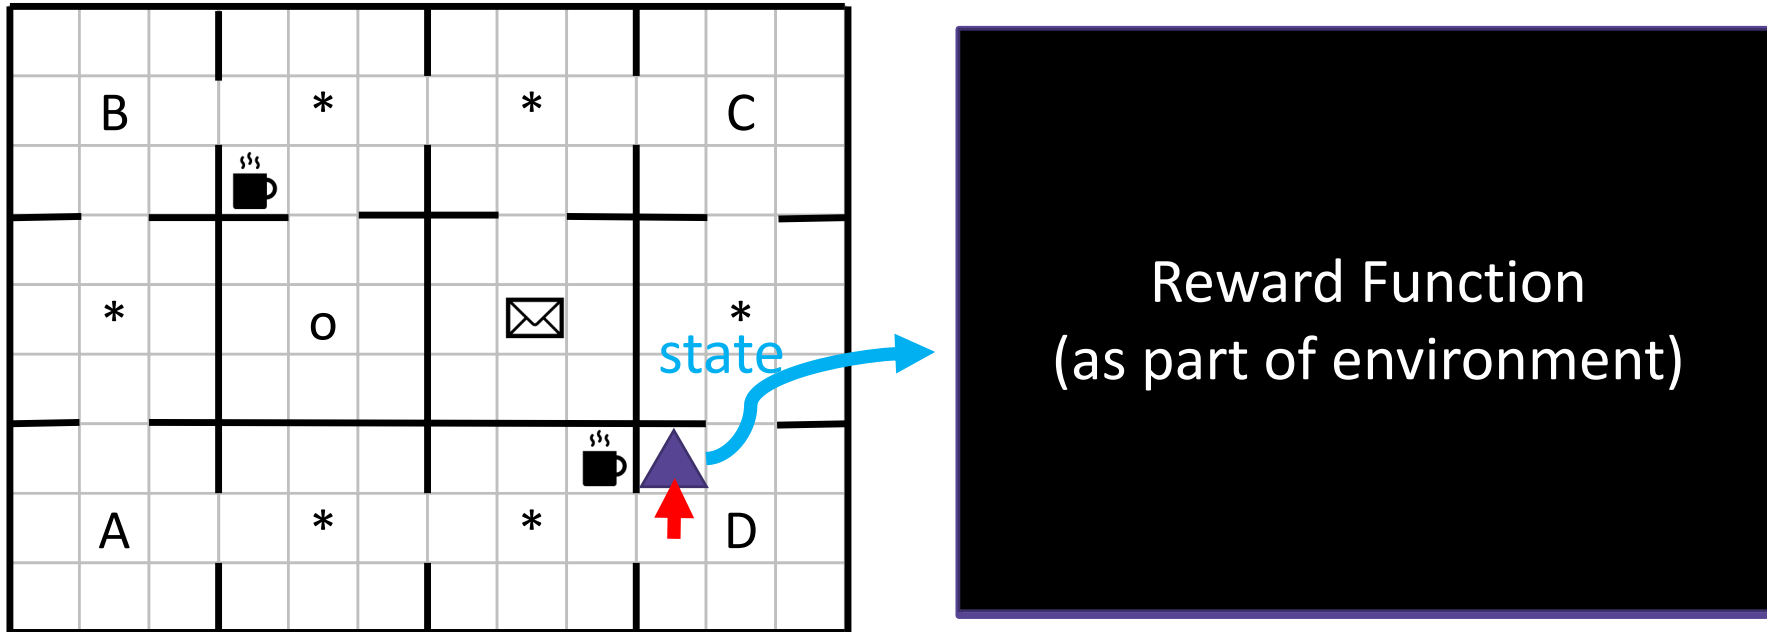 B * * C
* o *
state
A * * D
Reward Function
(as part of environment)